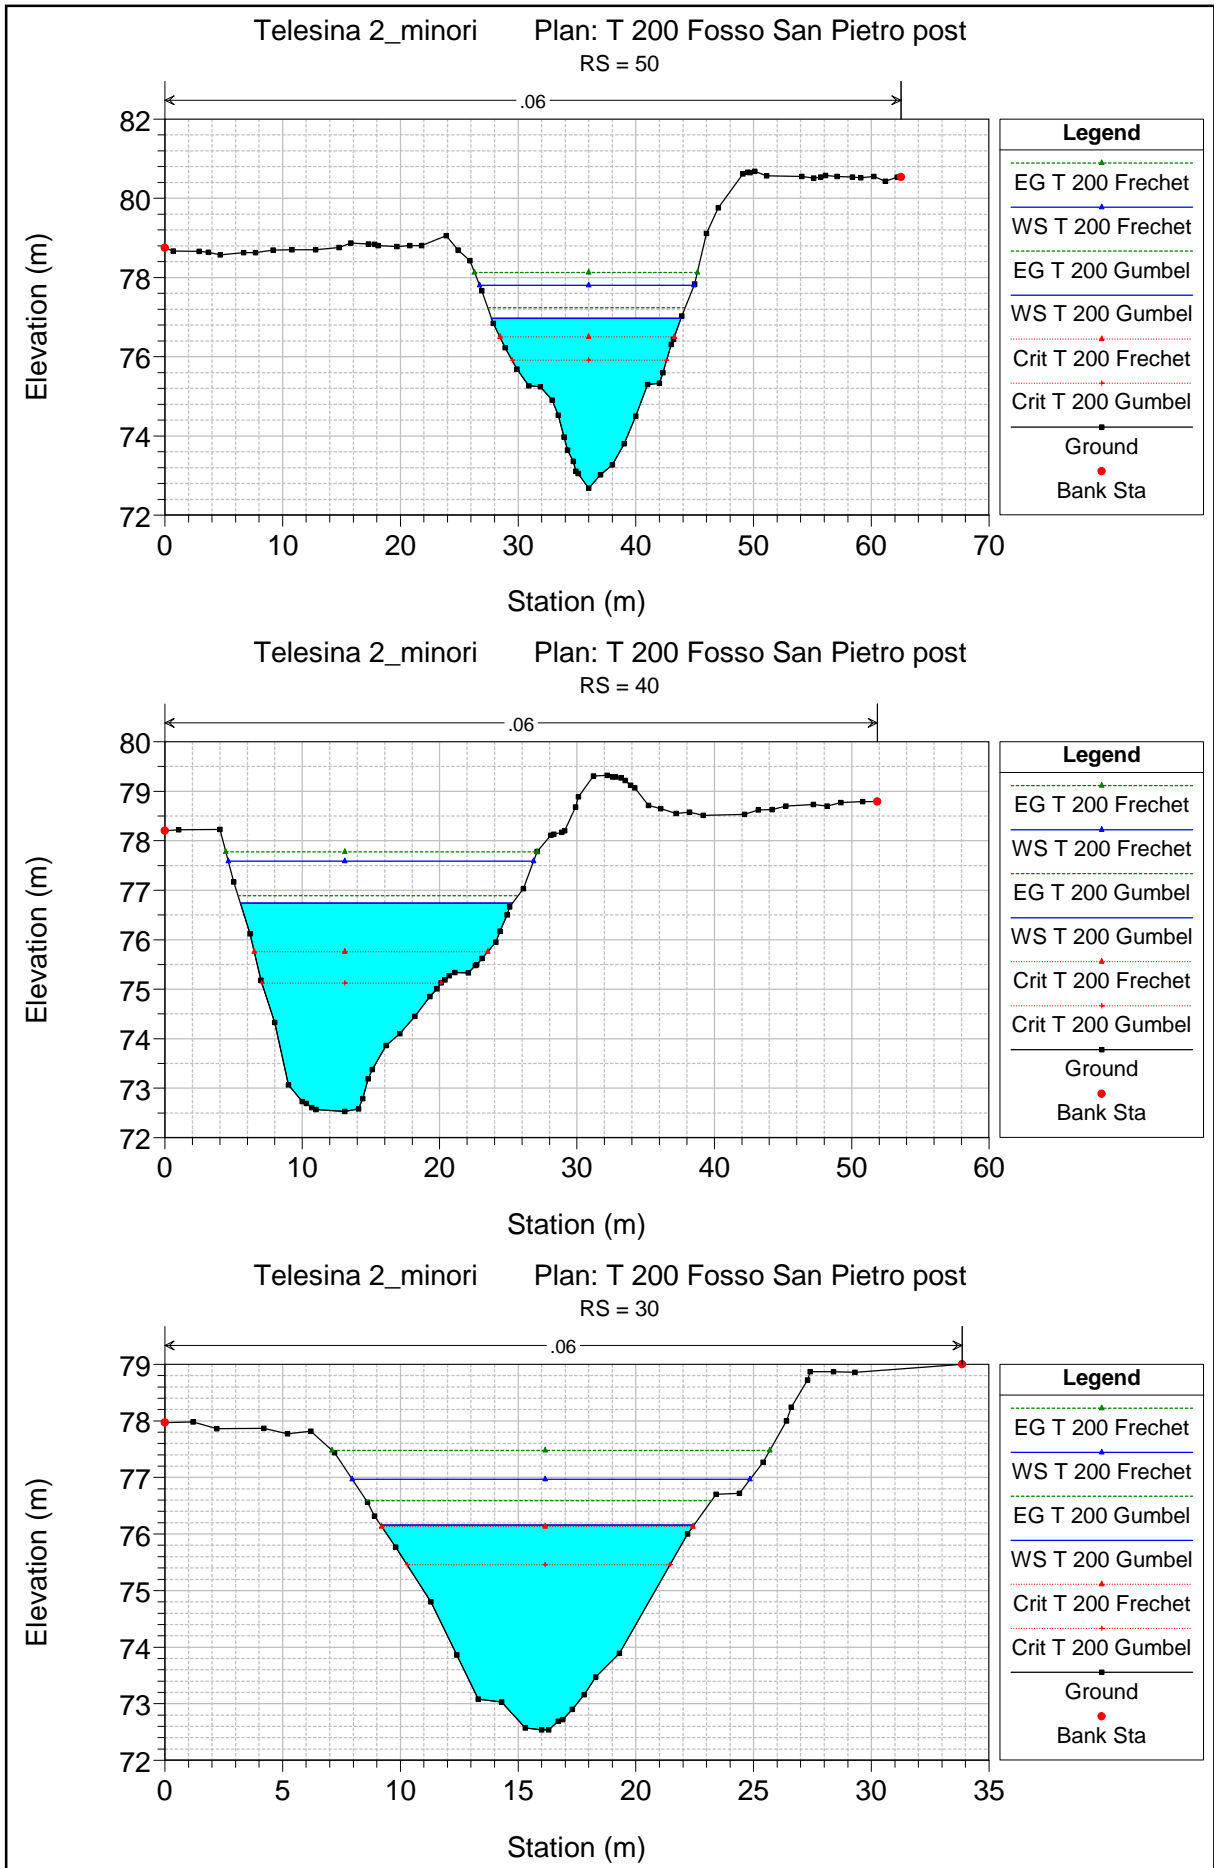 Telesina 2_minori Plan: T 200 Fosso San Pietro post
RS = 50
.06
82
80
78
76
74
72
0 10 20 30 40 50 60 70
Station (m)
Elevation (m)
Legend
EG T 200 Frechet
WS T 200 Frechet
EG T 200 Gumbel
WS T 200 Gumbel
Crit T 200 Frechet
Crit T 200 Gumbel
Ground
Bank Sta
Telesina 2_minori Plan: T 200 Fosso San Pietro post
RS = 40
.06
80
79
78
77
76
75
74
73
72
0 10 20 30 40 50 60
Station (m)
Elevation (m)
Legend
EG T 200 Frechet
WS T 200 Frechet
EG T 200 Gumbel
WS T 200 Gumbel
Crit T 200 Frechet
Crit T 200 Gumbel
Ground
Bank Sta
Telesina 2_minori Plan: T 200 Fosso San Pietro post
RS = 30
.06
79
78
77
76
75
74
73
72
0 5 10 15 20 25 30 35
Station (m)
Elevation (m)
Legend
EG T 200 Frechet
WS T 200 Frechet
EG T 200 Gumbel
WS T 200 Gumbel
Crit T 200 Frechet
Crit T 200 Gumbel
Ground
Bank Sta